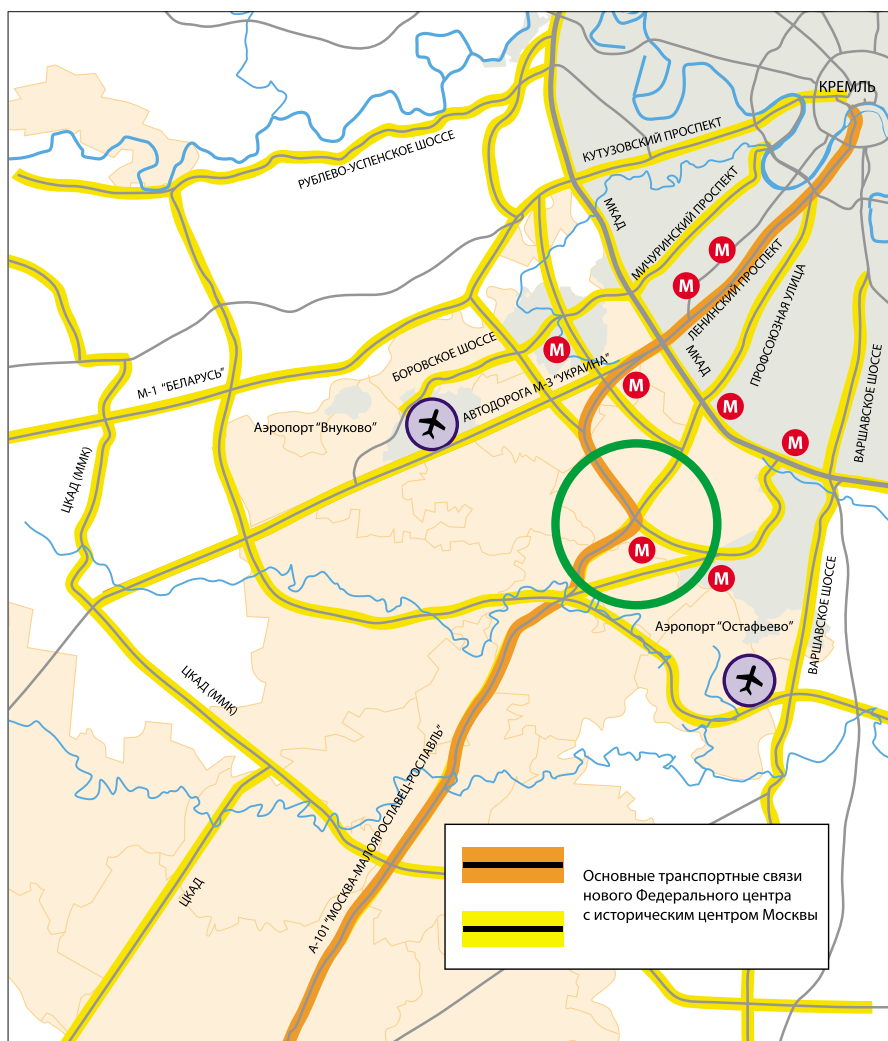 КРЕМЛЬ
КУТУЗОВСКИЙ ПРОСПЕКТ
РУБЛЕВО-УСПЕНСКОЕ ШОССЕ
МКАД
МИЧУРИНСКИЙ ПРОСПЕКТ
М
М
ЛЕНИНСКИЙ ПРОСПЕКТ
ПРОФСОЮЗНАЯ УЛИЦА
БОРОВСКОЕ ШОССЕ
М
МКАД
ВАРШАВСКОЕ ШОССЕ
М-1 "БЕЛАРУСЬ"
АВТОДОРОГА М-3 "УКРАИНА"
М
М
Аэропорт "Внуково"
М
ЦКАД (ММК)
М
М
ВАРШАВСКОЕ ШОССЕ
Аэропорт "Остафьево"
ЦКАД (ММК)
А-101 "МОСКВА-МАЛОЯРОСЛАВЕЦ-РОСЛАВЛЬ"
ЦКАД
Основные транспортные связи
нового Федерального центра
с историческим центром Москвы